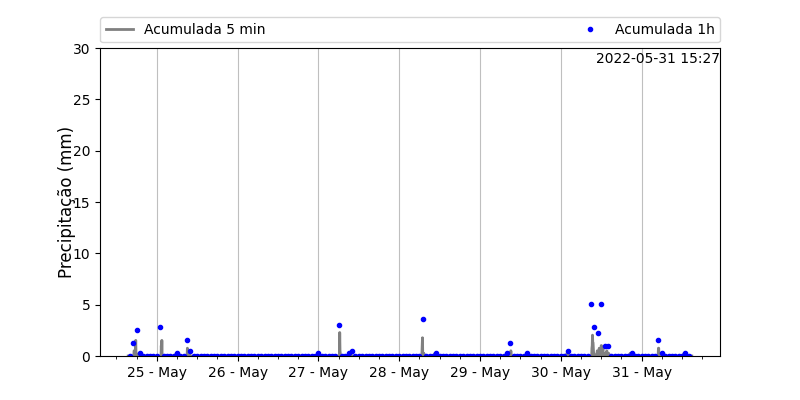 Acumulada 5 min
Acumulada 1h
2022-05-31 15:27
Precipitação (mm)
30
25
20
15
10
5
0
25 - May
26 - May
27 - May
28 - May
29 - May
30 - May
31 - May